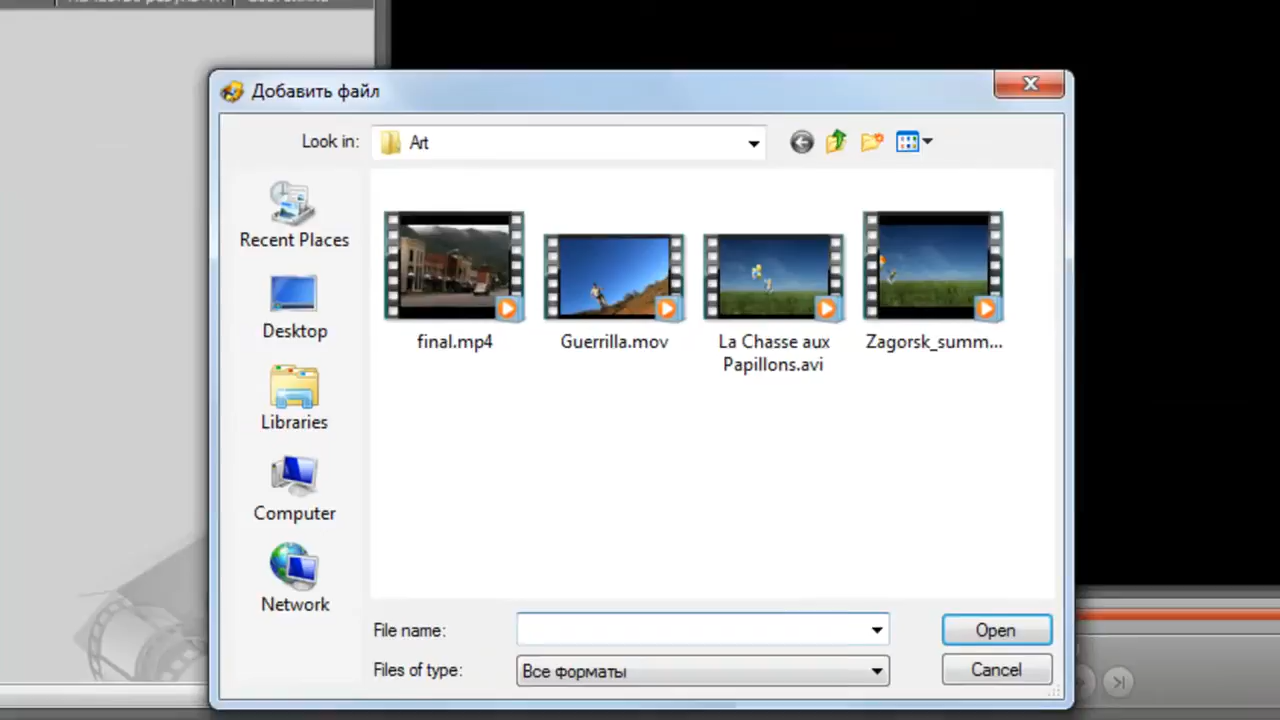 Добавить файл
Look in:
Art
Recent Places
Desktop
Libraries
Computer
Network
final.mp4
Guerrilla.mov
La Chasse aux
Papillons.avi
Zagorsk_summ...
File name:
Open
Files of type:
Все форматы
Cancel